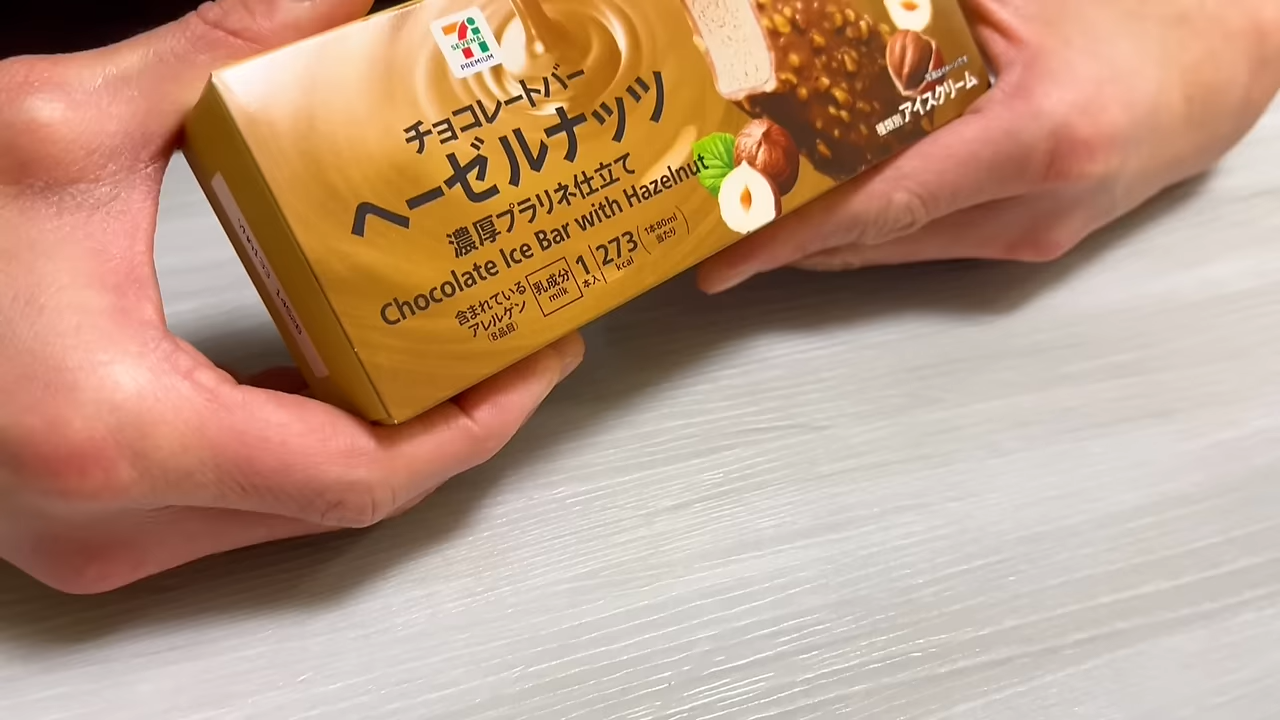 7i
SEVEN&i
PREMIUM
チョコレートバー
ヘーゼルナッツ
濃厚プラリネ仕立て
Chocolate Ice Bar with Hazelnut
含まれている
アレルゲン
(8品目)
乳成分
milk
1
本入
273
kcal
(1本80ml
当たり)
種類別 アイスクリーム